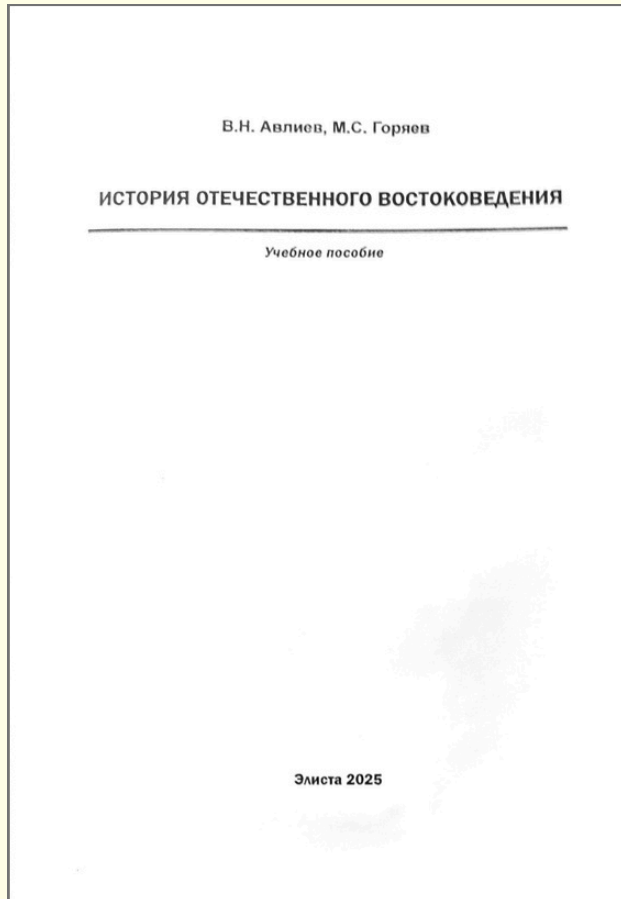 В.Н. Авлиев, М.С. Горяев
ИСТОРИЯ ОТЕЧЕСТВЕННОГО ВОСТОКОВЕДЕНИЯ
Учебное пособие
Элиста 2025